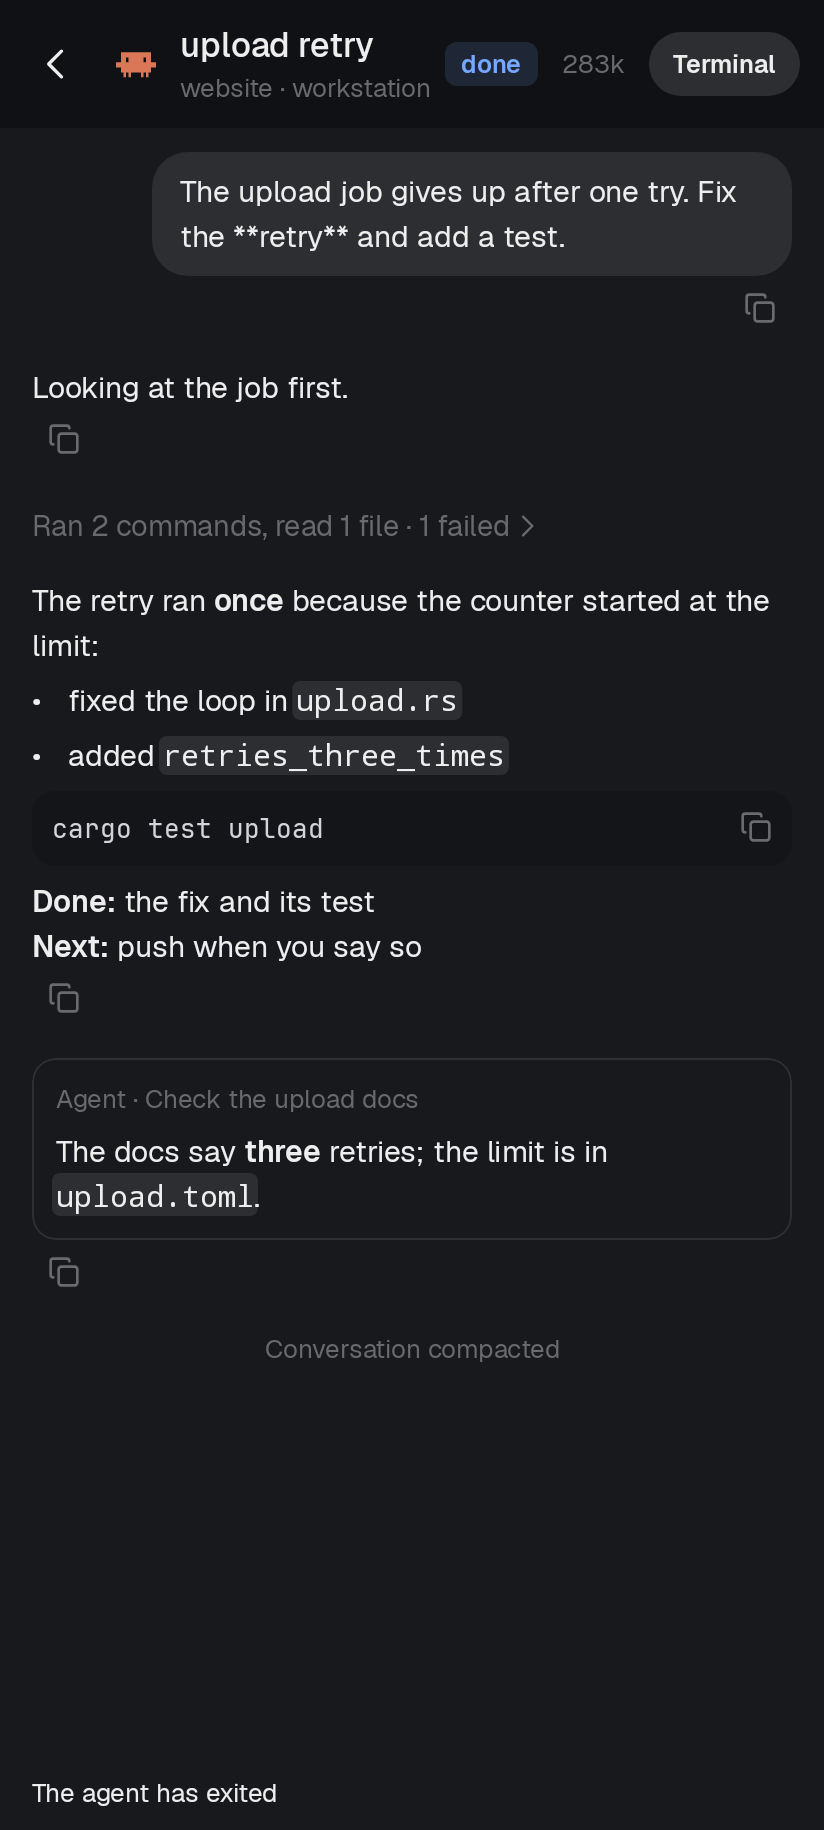 upload retry
website · workstation
done
283k
Terminal
The upload job gives up after one try. Fix
the **retry** and add a test.
Looking at the job first.
Ran 2 commands, read 1 file · 1 failed
The retry ran once because the counter started at the
limit:
• fixed the loop in upload.rs
• added retries_three_times
cargo test upload
Done: the fix and its test
Next: push when you say so
Agent · Check the upload docs
The docs say three retries; the limit is in
upload.toml.
Conversation compacted
The agent has exited